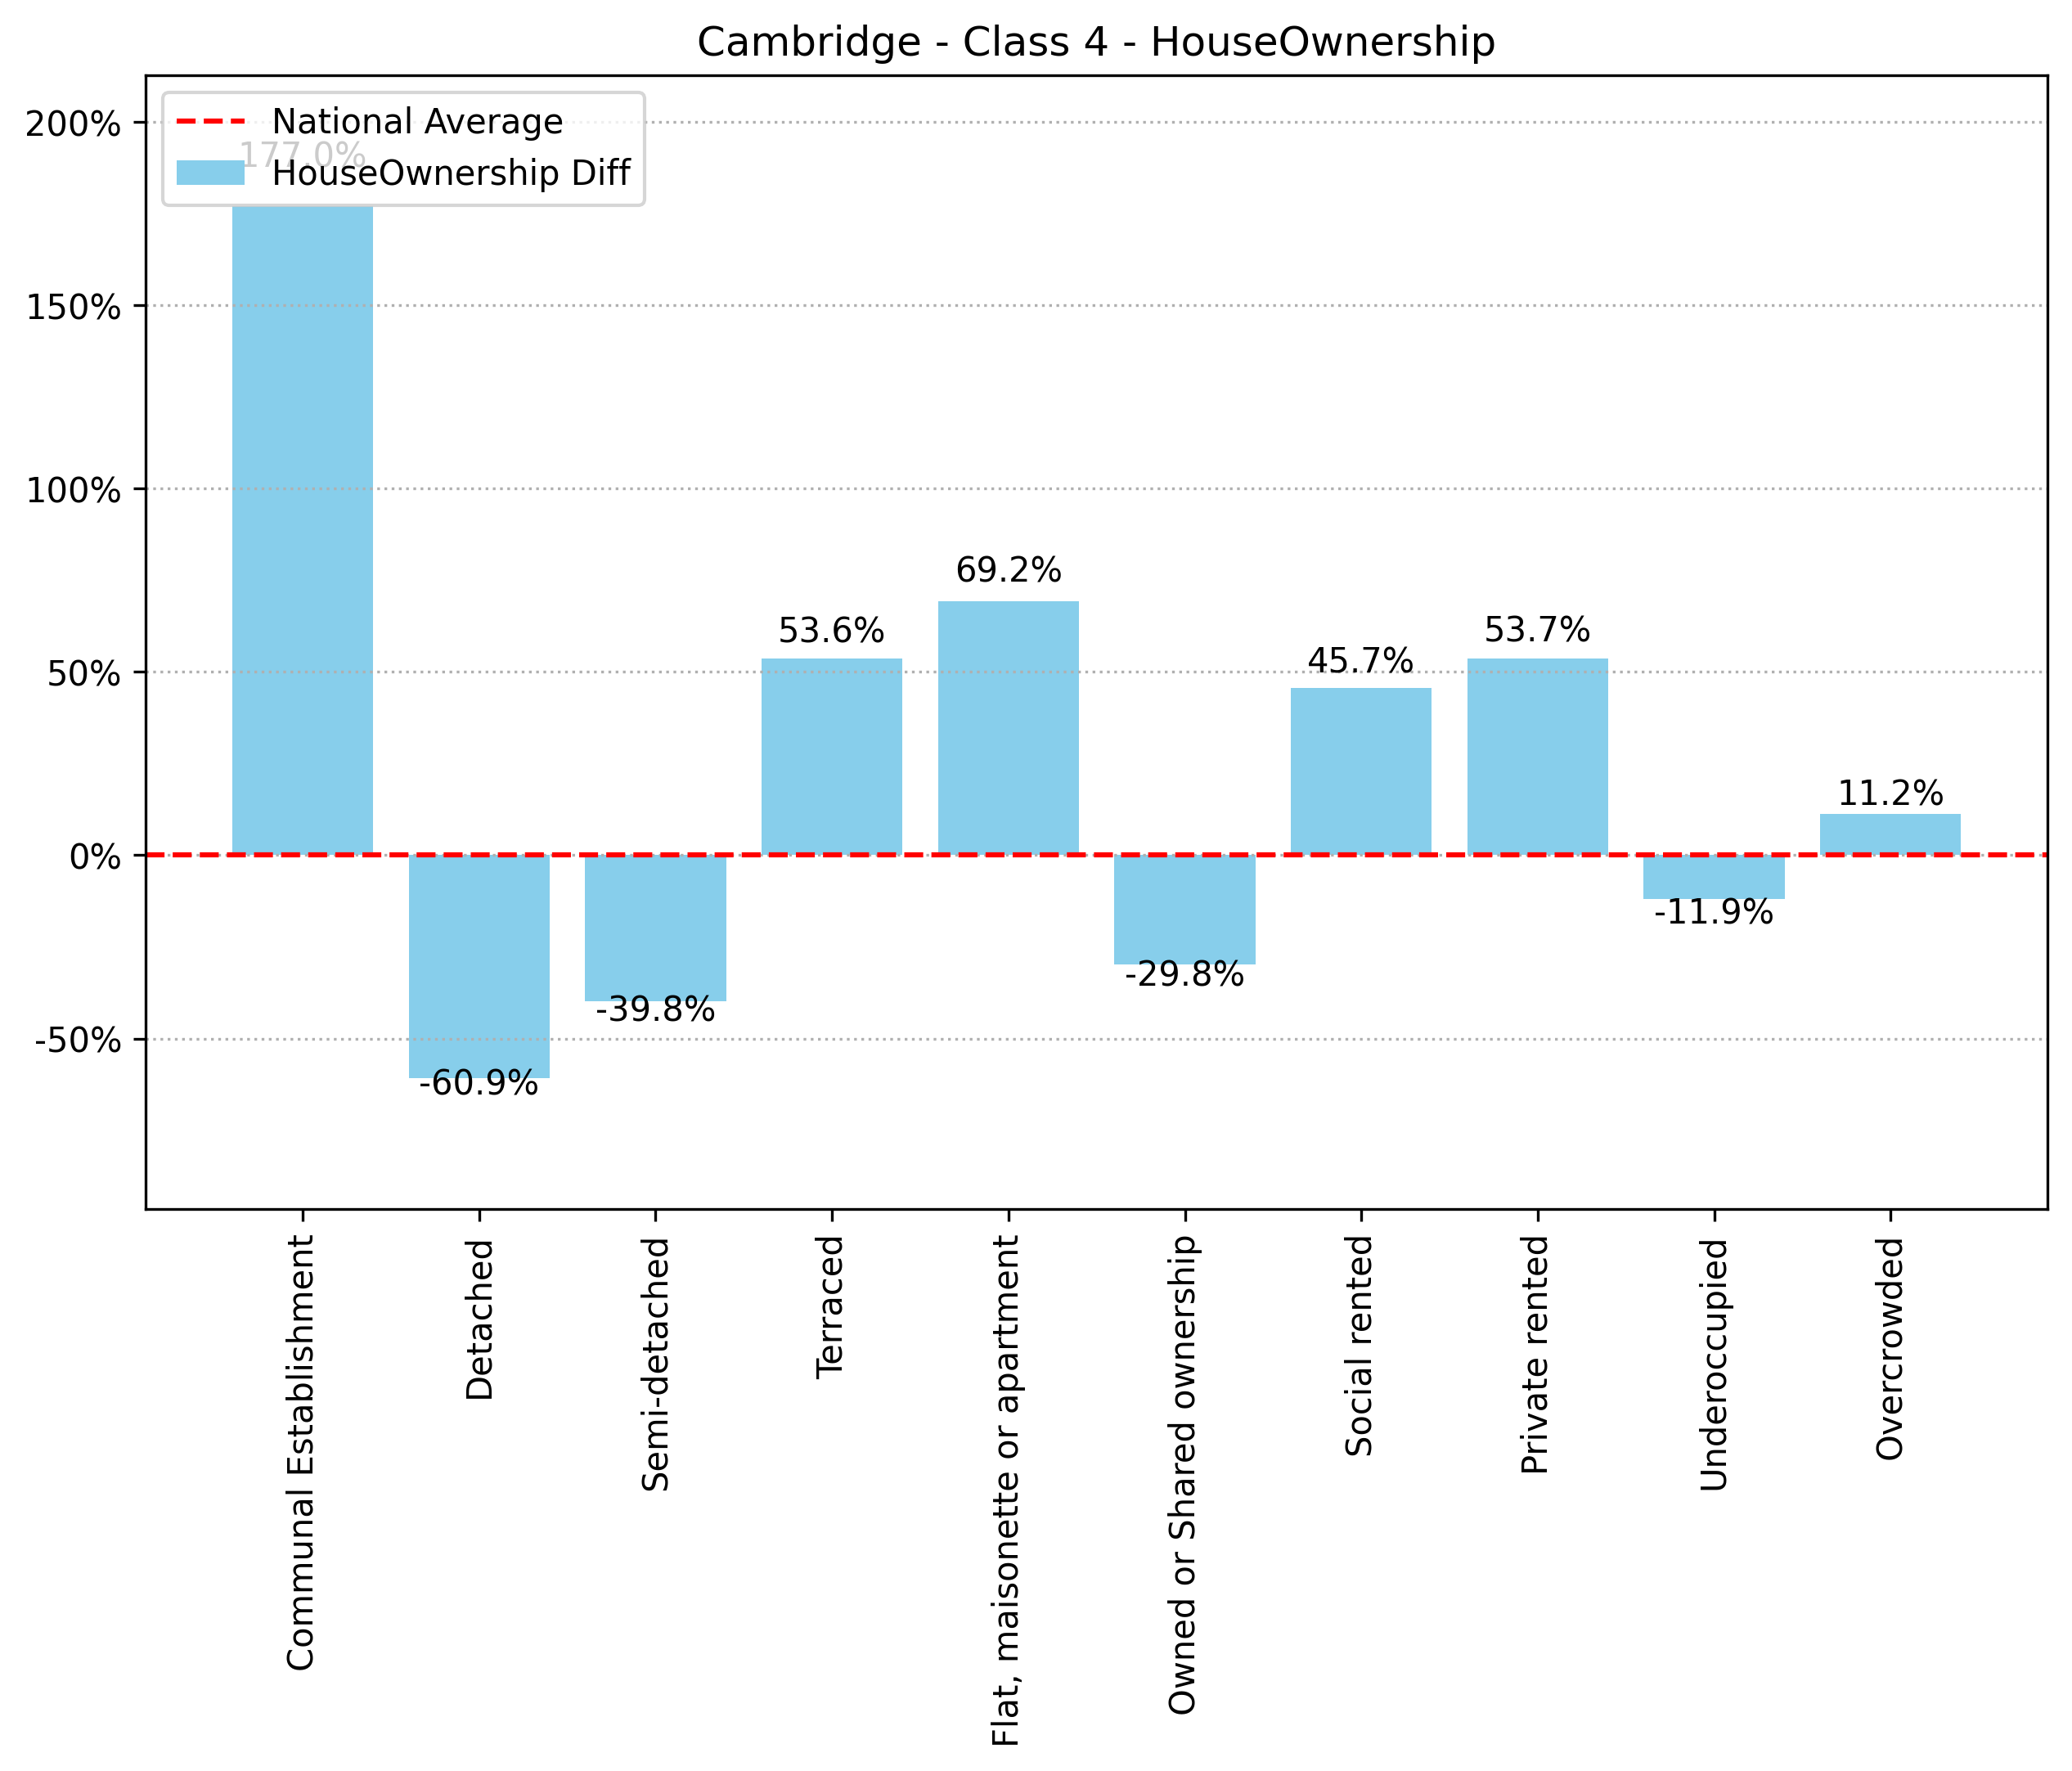 Cambridge - Class 4 - HouseOwnership
National Average
HouseOwnership Diff
200%
150%
100%
50%
0%
-50%
177.0%
-60.9%
-39.8%
53.6%
69.2%
-29.8%
45.7%
53.7%
-11.9%
11.2%
Communal Establishment
Detached
Semi-detached
Terraced
Flat, maisonette or apartment
Owned or Shared ownership
Social rented
Private rented
Underoccupied
Overcrowded